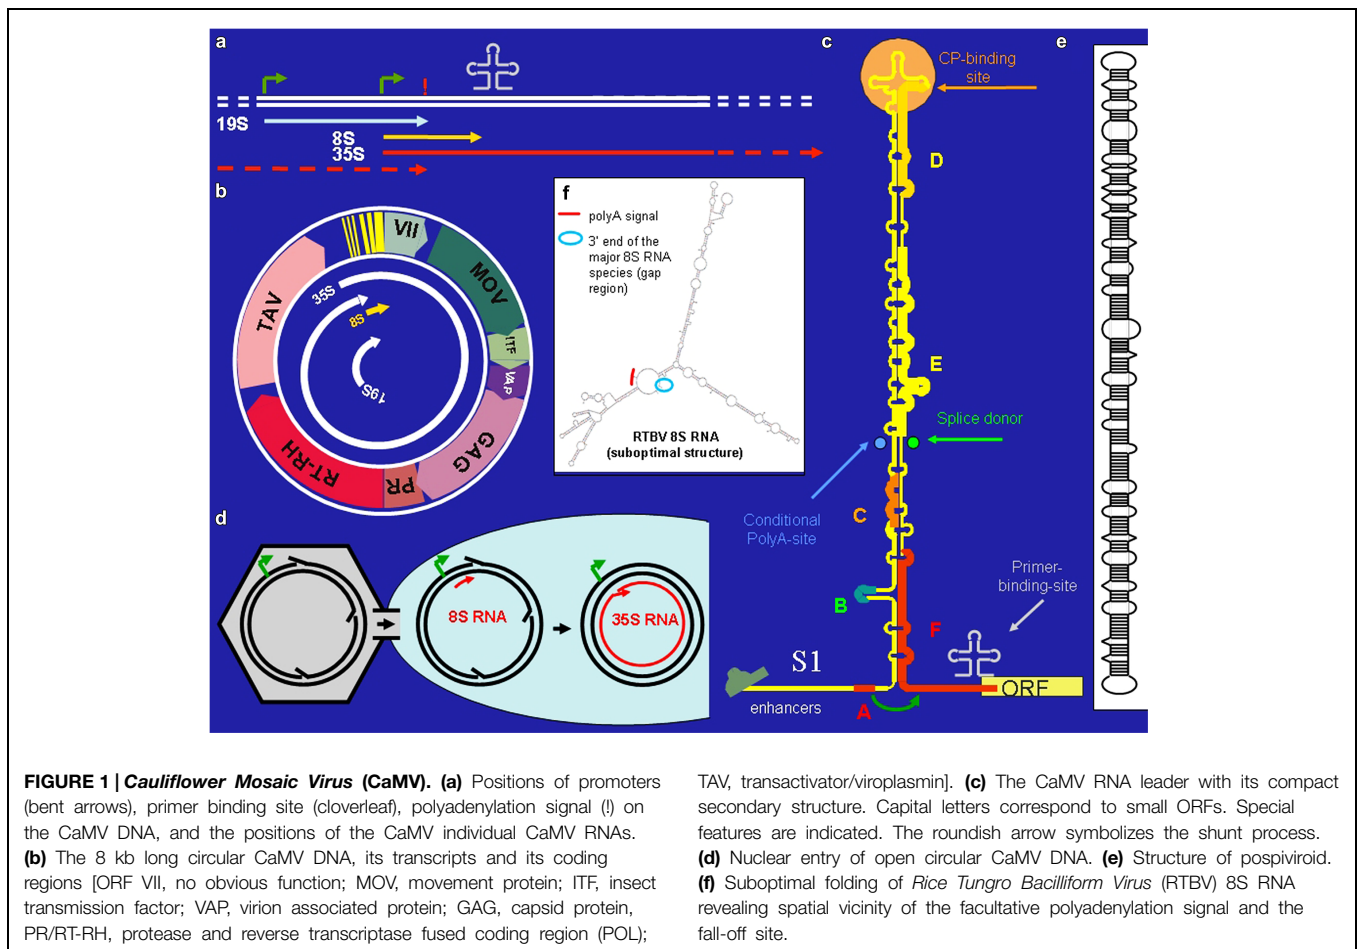 a
19S
8S
35S
b
VII
MOV
ITF
VAP
GAG
PR
RT-RH
TAV
35S
8S
19S
f
polyA signal
3' end of the
major 8S RNA
species (gap
region)
RTBV 8S RNA
(suboptimal structure)
c
CP-binding
site
D
E
Splice donor
Conditional
PolyA-site
C
B
F
Primer-
binding-site
S1
enhancers
A
ORF
e
d
8S RNA
35S RNA
FIGURE 1 | Cauliflower Mosaic Virus (CaMV). (a) Positions of promoters
(bent arrows), primer binding site (cloverleaf), polyadenylation signal (!) on
the CaMV DNA, and the positions of the CaMV individual CaMV RNAs.
(b) The 8 kb long circular CaMV DNA, its transcripts and its coding
regions [ORF VII, no obvious function; MOV, movement protein; ITF, insect
transmission factor; VAP, virion associated protein; GAG, capsid protein,
PR/RT-RH, protease and reverse transcriptase fused coding region (POL);
TAV, transactivator/viroplasmin]. (c) The CaMV RNA leader with its compact
secondary structure. Capital letters correspond to small ORFs. Special
features are indicated. The roundish arrow symbolizes the shunt process.
(d) Nuclear entry of open circular CaMV DNA. (e) Structure of pospiviroid.
(f) Suboptimal folding of Rice Tungro Bacilliform Virus (RTBV) 8S RNA
revealing spatial vicinity of the facultative polyadenylation signal and the
fall-off site.